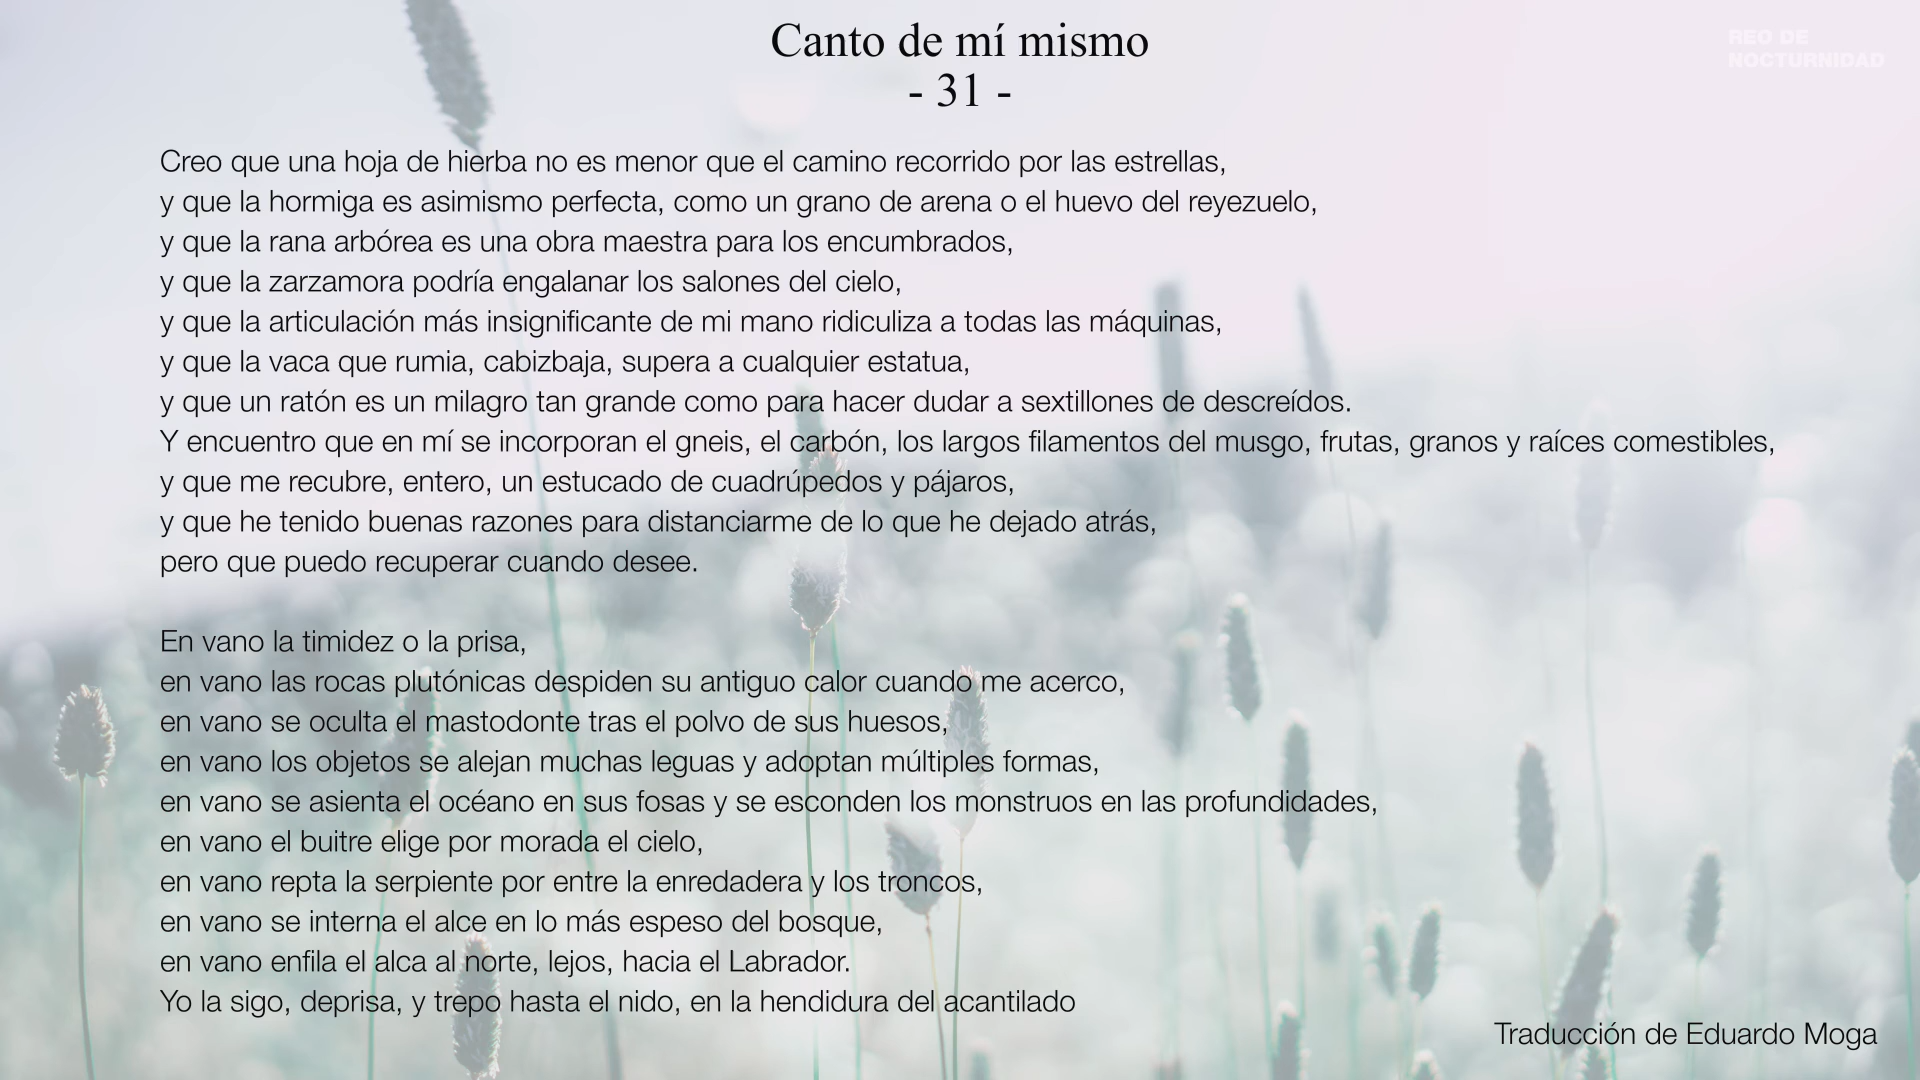 Canto de mí mismo
- 31 -
REO DE
NOCTURNIDAD
Creo que una hoja de hierba no es menor que el camino recorrido por las estrellas,
y que la hormiga es asimismo perfecta, como un grano de arena o el huevo del reyezuelo,
y que la rana arbórea es una obra maestra para los encumbrados,
y que la zarzamora podría engalanar los salones del cielo,
y que la articulación más insignificante de mi mano ridiculiza a todas las máquinas,
y que la vaca que rumia, cabizbaja, supera a cualquier estatua,
y que un ratón es un milagro tan grande como para hacer dudar a sextillones de descreídos.
Y encuentro que en mí se incorporan el gneis, el carbón, los largos filamentos del musgo, frutas, granos y raíces comestibles,
y que me recubre, entero, un estucado de cuadrúpedos y pájaros,
y que he tenido buenas razones para distanciarme de lo que he dejado atrás,
pero que puedo recuperar cuando desee.
En vano la timidez o la prisa,
en vano las rocas plutónicas despiden su antiguo calor cuando me acerco,
en vano se oculta el mastodonte tras el polvo de sus huesos,
en vano los objetos se alejan muchas leguas y adoptan múltiples formas,
en vano se asienta el océano en sus fosas y se esconden los monstruos en las profundidades,
en vano el buitre elige por morada el cielo,
en vano repta la serpiente por entre la enredadera y los troncos,
en vano se interna el alce en lo más espeso del bosque,
en vano enfila el alca al norte, lejos, hacia el Labrador.
Yo la sigo, deprisa, y trepo hasta el nido, en la hendidura del acantilado
Traducción de Eduardo Moga